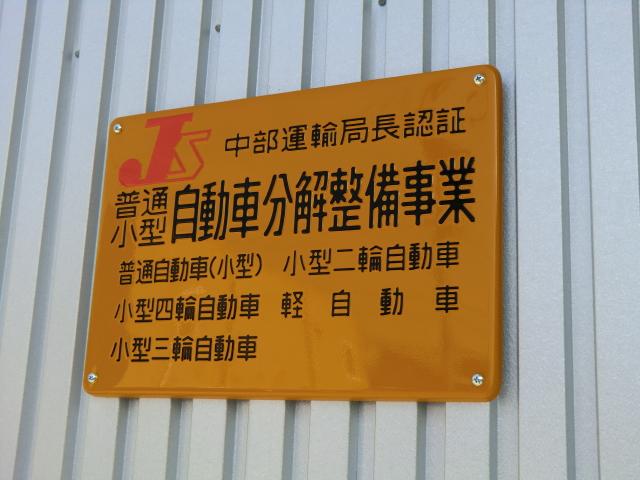 JS
中部運輸局長認証
普通
小型
自動車分解整備事業
普通自動車(小型) 小型二輪自動車
小型四輪自動車 軽自動車
小型三輪自動車